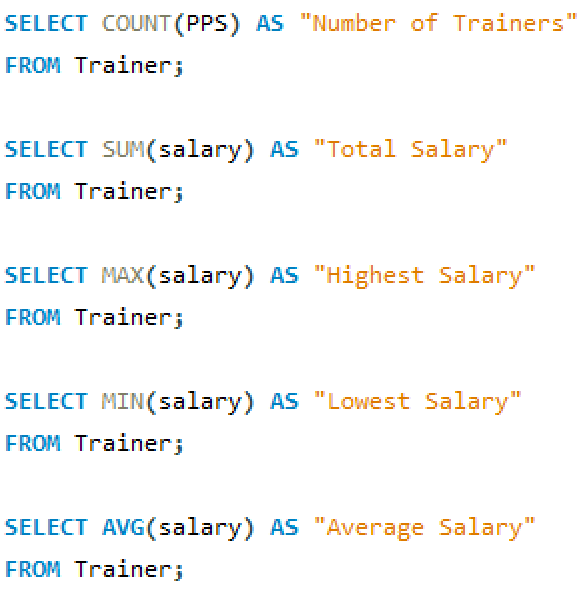 SELECT COUNT(PPS) AS "Number of Trainers"
FROM Trainer;
SELECT SUM(salary) AS "Total Salary"
FROM Trainer;
SELECT MAX(salary) AS "Highest Salary"
FROM Trainer;
SELECT MIN(salary) AS "Lowest Salary"
FROM Trainer;
SELECT AVG(salary) AS "Average Salary"
FROM Trainer;